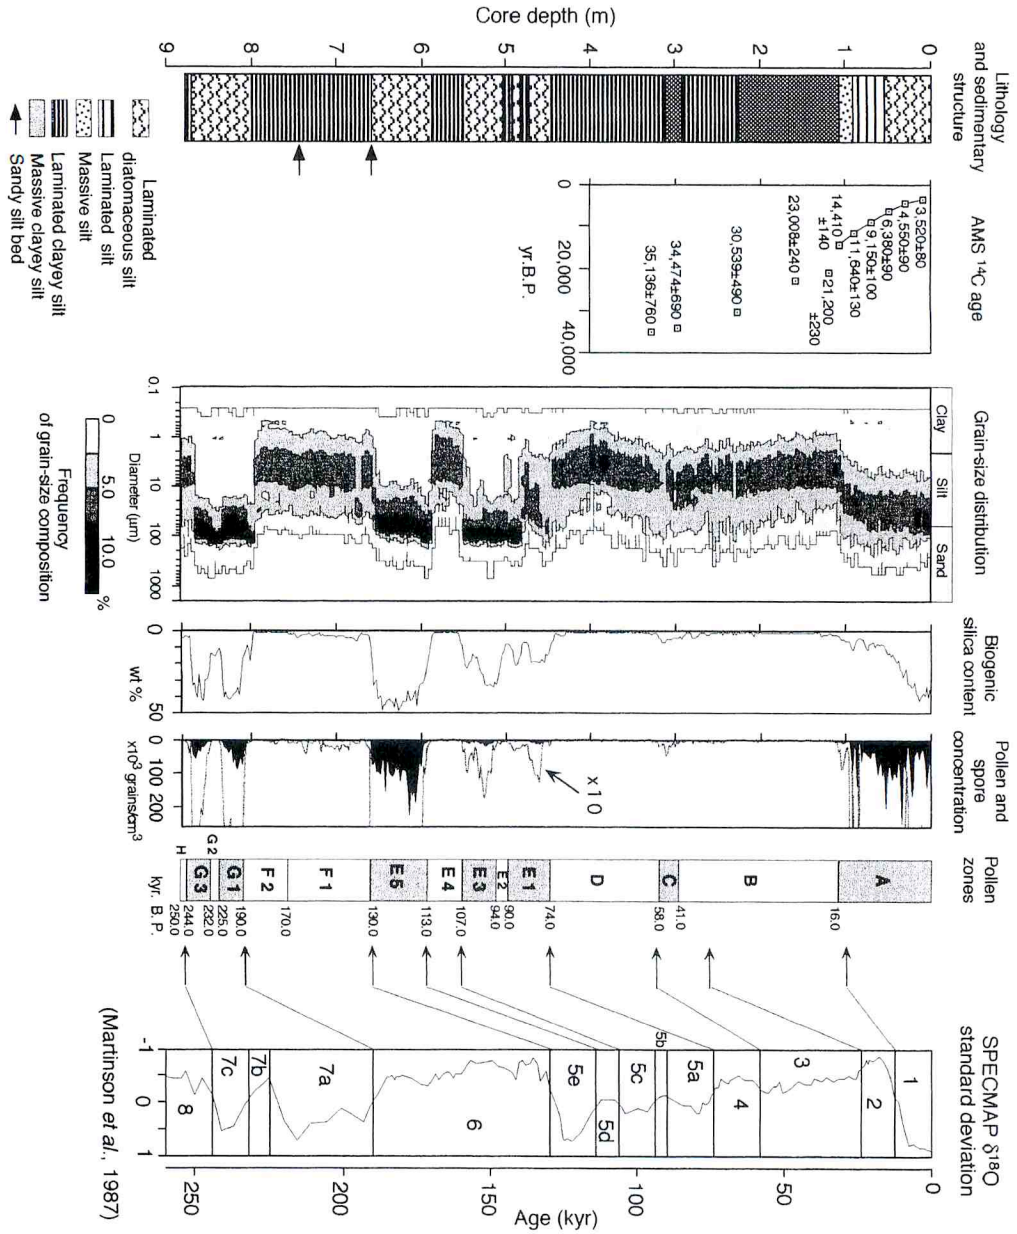 Core depth (m)
9
8
7
6
5
4
3
2
1
0
Lithology
and sedimentary
structure
Laminated
diatomaceous silt
Laminated silt
Massive silt
Laminated clayey silt
Massive clayey silt
Sandy silt bed
AMS ¹⁴C age
0
20,000
40,000
yr.B.P.
3,520±80
4,550±90
6,380±90
9,150±100
11,640±130
14,410
±140
21,200
±230
23,008±240
30,539±490
34,474±690
35,136±760
Grain-size distribution
Clay
Silt
Sand
0.1
1
10
100
1000
Diameter (μm)
0
5.0
10.0
%
Frequency
of grain-size composition
Biogenic
silica content
0
50
wt %
Pollen and
spore
concentration
0
100
200
x10³ grains/cm³
x10
Pollen
zones
A
B
C
D
E1
E2
E3
E4
E5
F1
F2
G1
G2
G3
H
16.0
41.0
58.0
74.0
90.0
94.0
107.0
113.0
130.0
170.0
190.0
225.0
232.0
244.0
250.0
kyr. B.P.
SPECMAP δ¹⁸O
standard deviation
-1
0
1
1
2
3
4
5a
5b
5c
5d
5e
6
7a
7b
7c
8
0
50
100
150
200
250
Age (kyr)
(Martinson et al., 1987)